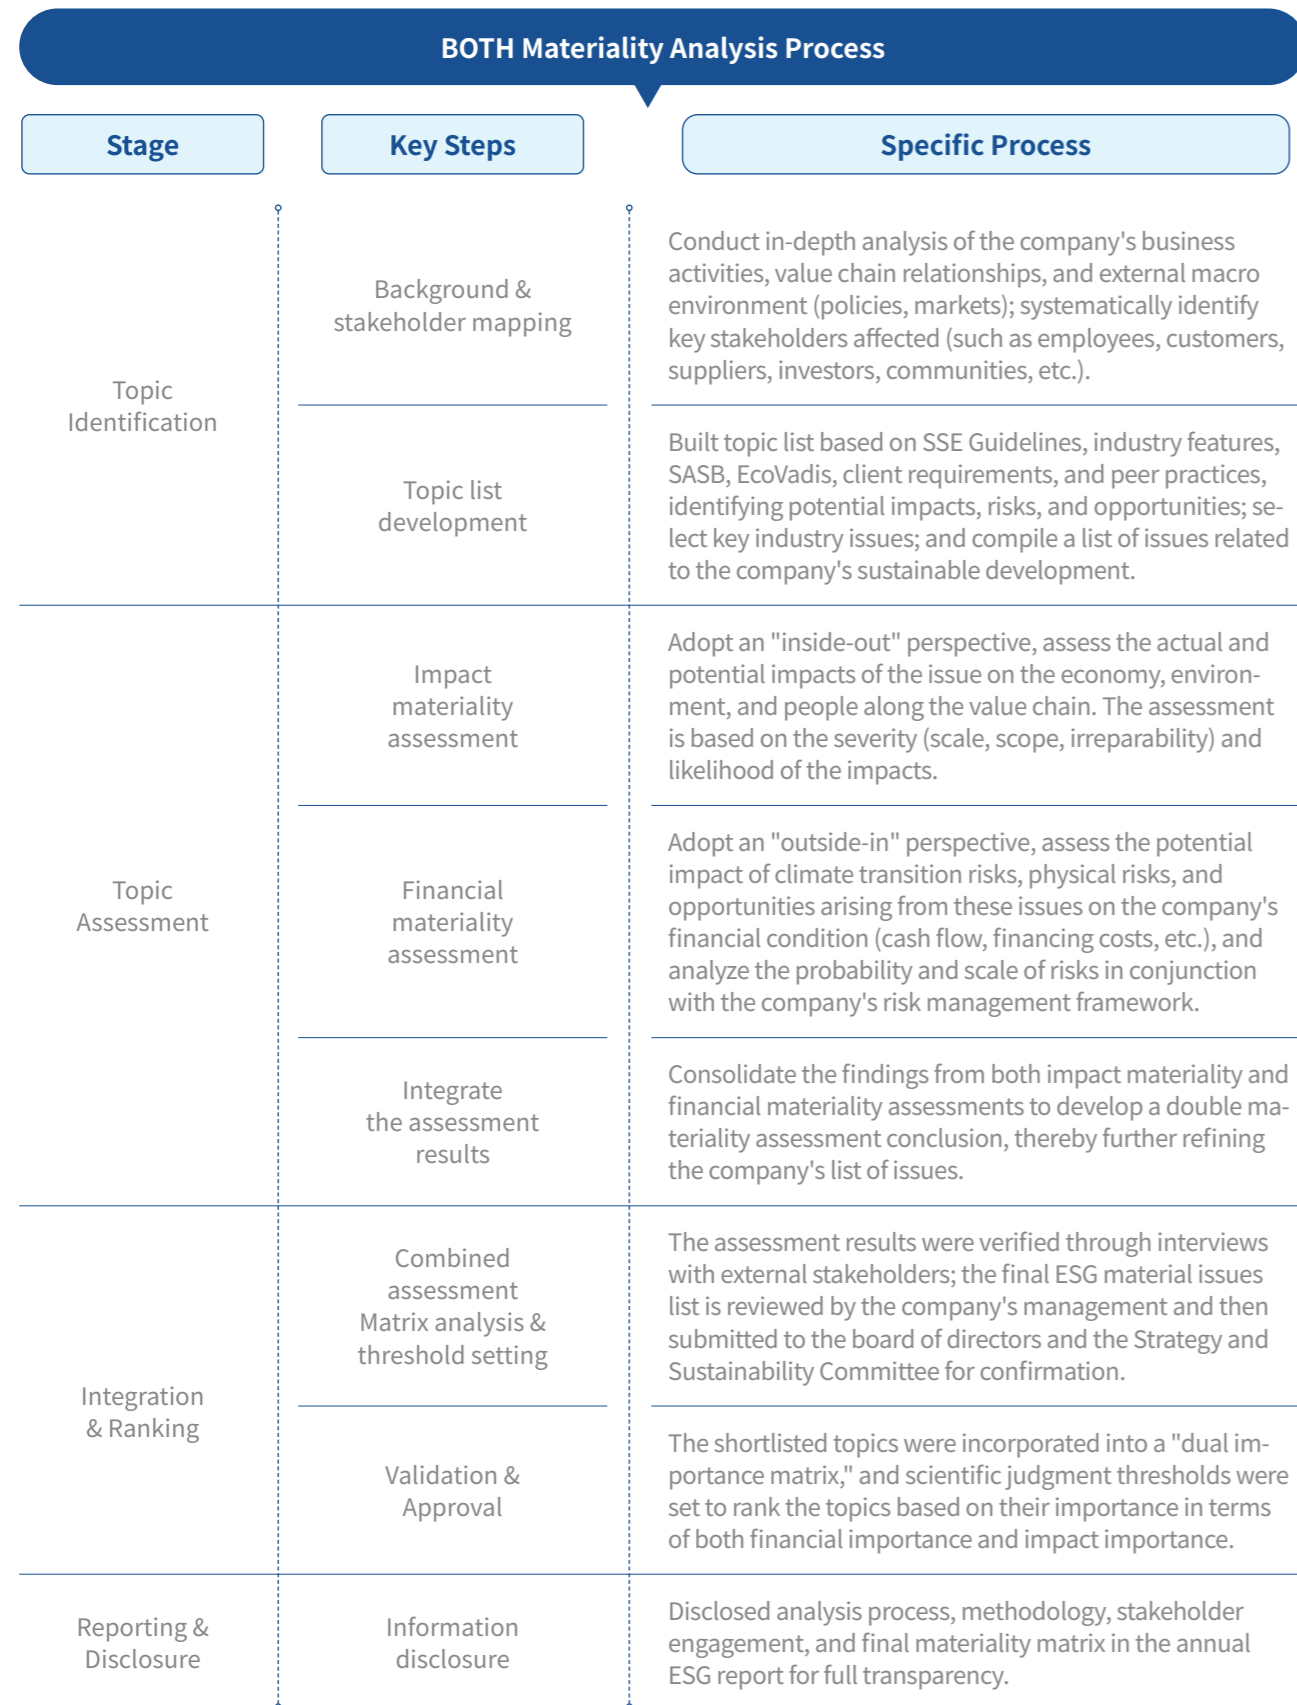 BOTH Materiality Analysis Process
Stage
Key Steps
Specific Process
Topic
Identification
Background &
stakeholder mapping
Conduct in-depth analysis of the company's business
activities, value chain relationships, and external macro
environment (policies, markets); systematically identify
key stakeholders affected (such as employees, customers,
suppliers, investors, communities, etc.).
Topic list
development
Built topic list based on SSE Guidelines, industry features,
SASB, EcoVadis, client requirements, and peer practices,
identifying potential impacts, risks, and opportunities; se-
lect key industry issues; and compile a list of issues related
to the company's sustainable development.
Topic
Assessment
Impact
materiality
assessment
Adopt an "inside-out" perspective, assess the actual and
potential impacts of the issue on the economy, environ-
ment, and people along the value chain. The assessment
is based on the severity (scale, scope, irreparability) and
likelihood of the impacts.
Financial
materiality
assessment
Adopt an "outside-in" perspective, assess the potential
impact of climate transition risks, physical risks, and
opportunities arising from these issues on the company's
financial condition (cash flow, financing costs, etc.), and
analyze the probability and scale of risks in conjunction
with the company's risk management framework.
Integrate
the assessment
results
Consolidate the findings from both impact materiality and
financial materiality assessments to develop a double ma-
teriality assessment conclusion, thereby further refining
the company's list of issues.
Integration
& Ranking
Combined
assessment
Matrix analysis &
threshold setting
The assessment results were verified through interviews
with external stakeholders; the final ESG material issues
list is reviewed by the company's management and then
submitted to the board of directors and the Strategy and
Sustainability Committee for confirmation.
Validation &
Approval
The shortlisted topics were incorporated into a "dual im-
portance matrix," and scientific judgment thresholds were
set to rank the topics based on their importance in terms
of both financial importance and impact importance.
Reporting &
Disclosure
Information
disclosure
Disclosed analysis process, methodology, stakeholder
engagement, and final materiality matrix in the annual
ESG report for full transparency.